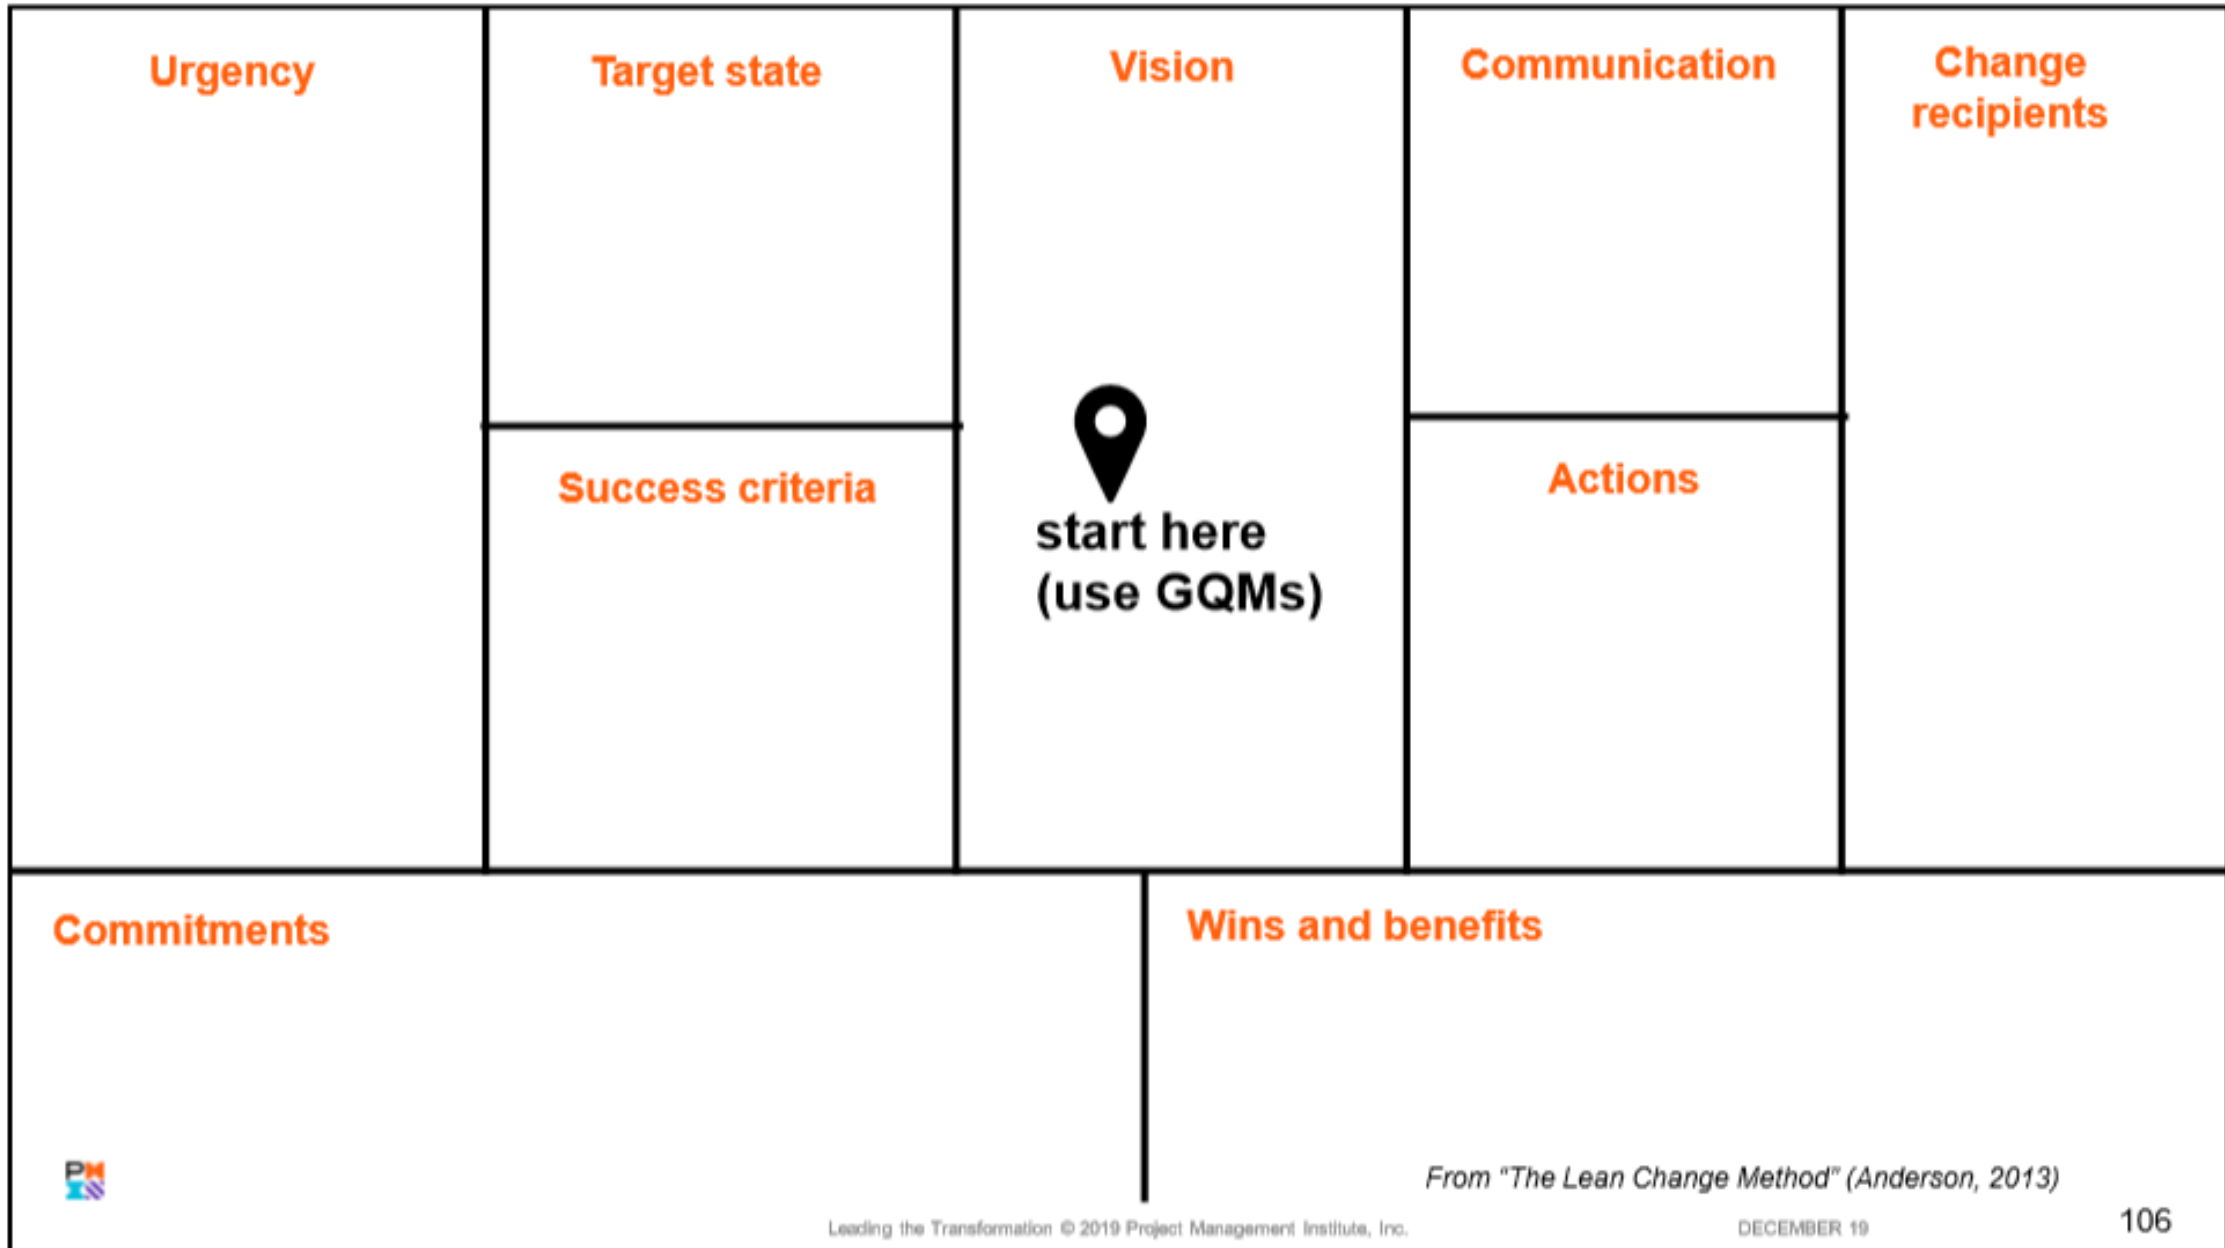 Urgency
Target state
Vision
Communication
Change
recipients
Success criteria
Actions
start here
(use GQMs)
Commitments
Wins and benefits
From “The Lean Change Method” (Anderson, 2013)
Leading the Transformation © 2019 Project Management Institute, Inc.
DECEMBER 19
106